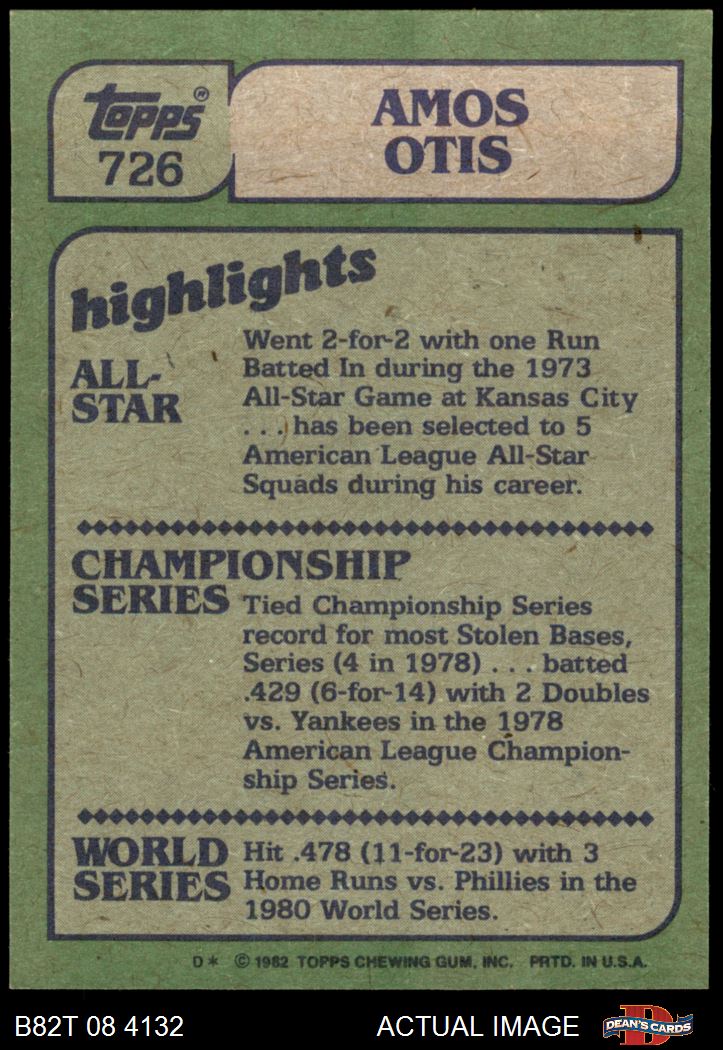 Topps®
726
AMOS
OTIS
highlights
ALL-
STAR
Went 2-for-2 with one Run
Batted In during the 1973
All-Star Game at Kansas City
. . . has been selected to 5
American League All-Star
Squads during his career.
CHAMPIONSHIP
SERIES
Tied Championship Series
record for most Stolen Bases,
Series (4 in 1978) . . . batted
.429 (6-for-14) with 2 Doubles
vs. Yankees in the 1978
American League Champion-
ship Series.
WORLD
SERIES
Hit .478 (11-for-23) with 3
Home Runs vs. Phillies in the
1980 World Series.
D* © 1982 TOPPS CHEWING GUM, INC. PRTD. IN U.S.A.
B82T 08 4132
ACTUAL IMAGE
D
DEAN'S CARDS